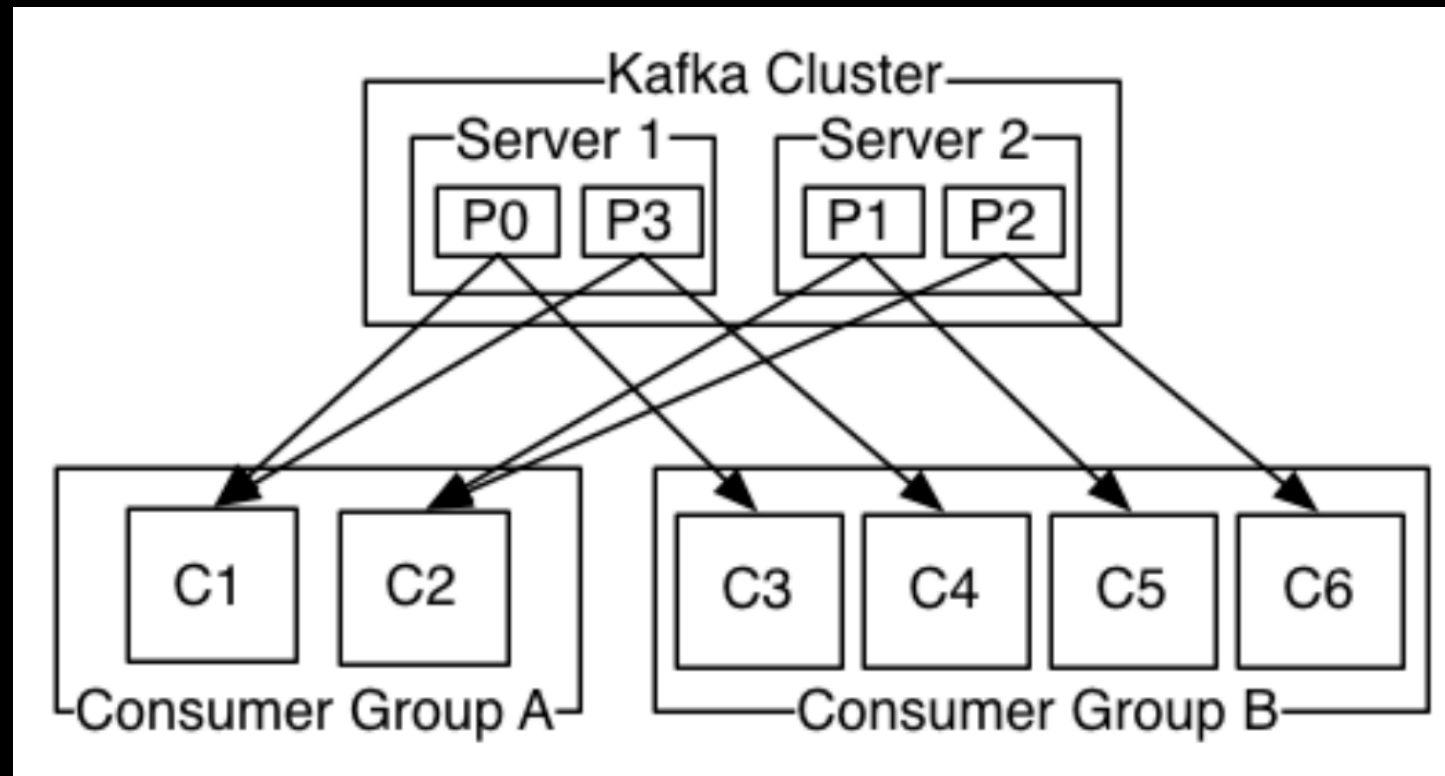 Kafka Cluster
Server 1
Server 2
P0
P3
P1
P2
C1
C2
C3
C4
C5
C6
Consumer Group A
Consumer Group B